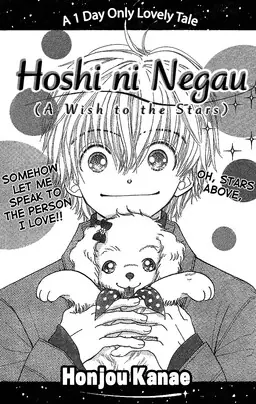 A 1 Day Only Lovely Tale
Hoshi ni Negau
(A Wish to the Stars)
OH, STARS
ABOVE,
SOMEHOW
LET ME
SPEAK TO
THE PERSON
I LOVE!!
Honjou Kanae